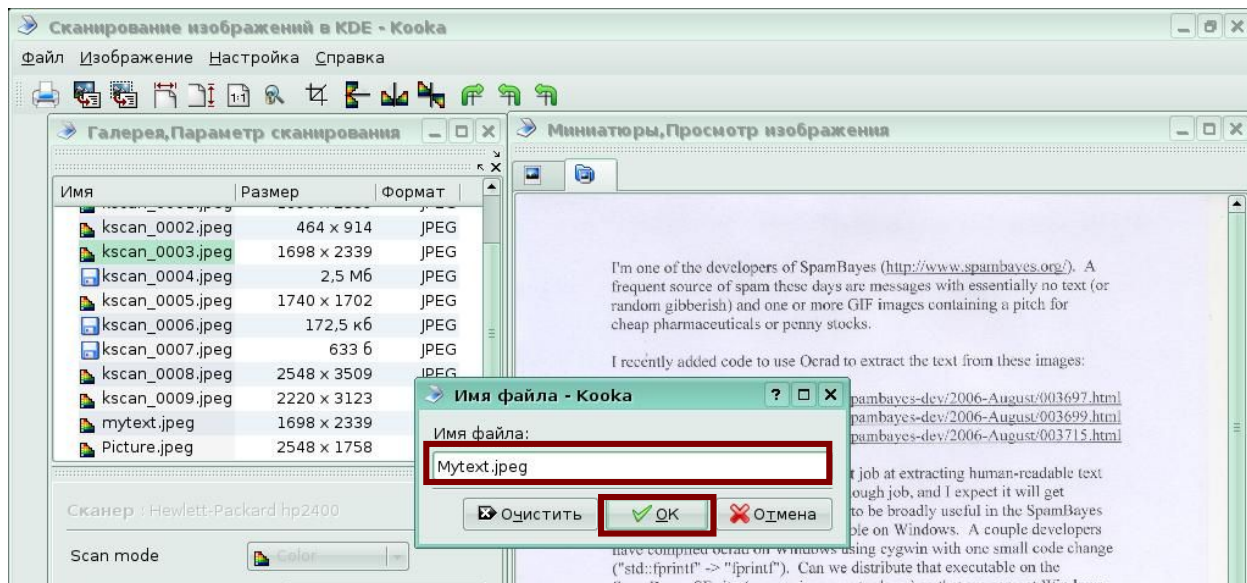 Сканирование изображений в KDE - Kooka
Файл Изображение Настройка Справка
Галерея,Параметр сканирования
Имя Размер Формат
kscan_0002.jpeg 464 x 914 JPEG
kscan_0003.jpeg 1698 x 2339 JPEG
kscan_0004.jpeg 2,5 Мб JPEG
kscan_0005.jpeg 1740 x 1702 JPEG
kscan_0006.jpeg 172,5 кб JPEG
kscan_0007.jpeg 633 б JPEG
kscan_0008.jpeg 2548 x 3509 JPEG
kscan_0009.jpeg 2220 x 3123
mytext.jpeg 1698 x 2339
Picture.jpeg 2548 x 1758
Сканер : Hewlett-Packard hp2400
Scan mode Color
Миниатюры,Просмотр изображения
I'm one of the developers of SpamBayes (http://www.spambayes.org/). A
frequent source of spam these days are messages with essentially no text (or
random gibberish) and one or more GIF images containing a pitch for
cheap pharmaceuticals or penny stocks.
I recently added code to use Ocrad to extract the text from these images:
pambayes-dev/2006-August/003697.html
pambayes-dev/2006-August/003699.html
pambayes-dev/2006-August/003715.html
t job at extracting human-readable text
ough job, and I expect it will get
to be broadly useful in the SpamBayes
ble on Windows. A couple developers
have compiled ocrad on Windows using cygwin with one small code change
("std::fprintf" -> "fprintf"). Can we distribute that executable on the
Имя файла - Kooka
Имя файла:
Mytext.jpeg
Очистить OK Отмена